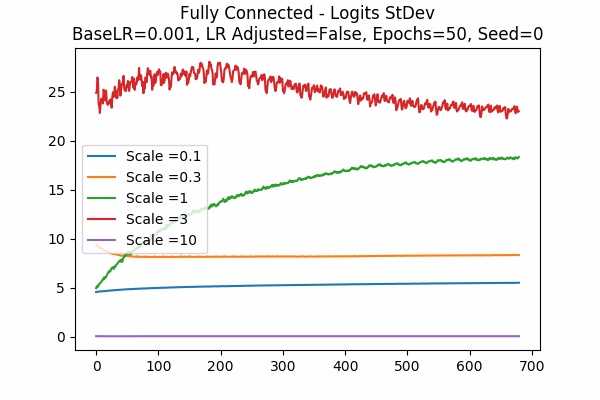 Fully Connected - Logits StDev
BaseLR=0.001, LR Adjusted=False, Epochs=50, Seed=0
25
20
15
10
5
0
Scale =0.1
Scale =0.3
Scale =1
Scale =3
Scale =10
0 100 200 300 400 500 600 700